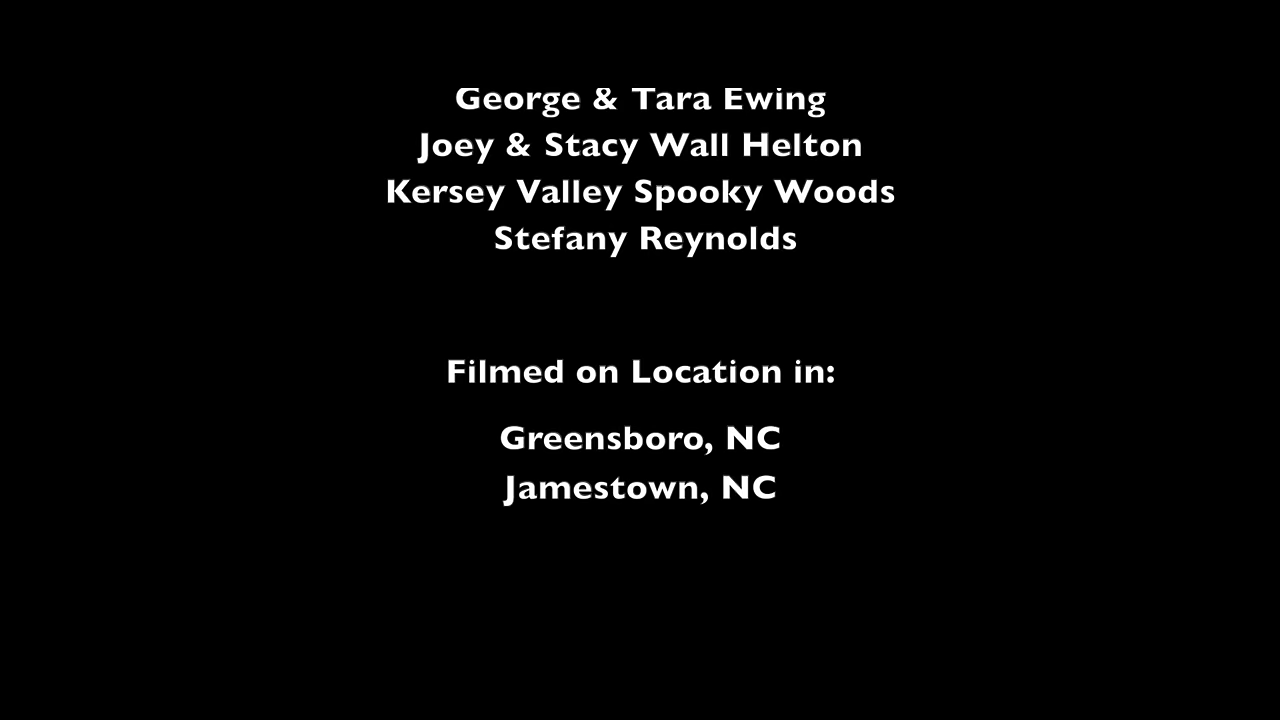 George & Tara Ewing
Joey & Stacy Wall Helton
Kersey Valley Spooky Woods
Stefany Reynolds
Filmed on Location in:
Greensboro, NC
Jamestown, NC